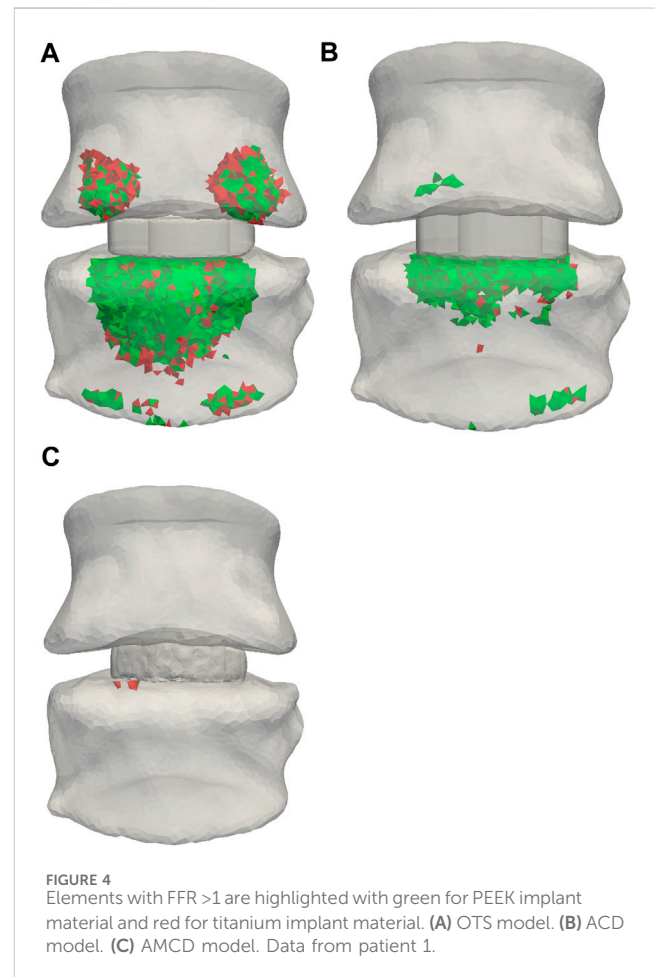 A
B
C
FIGURE 4
Elements with FFR >1 are highlighted with green for PEEK implant
material and red for titanium implant material. (A) OTS model. (B) ACD
model. (C) AMCD model. Data from patient 1.